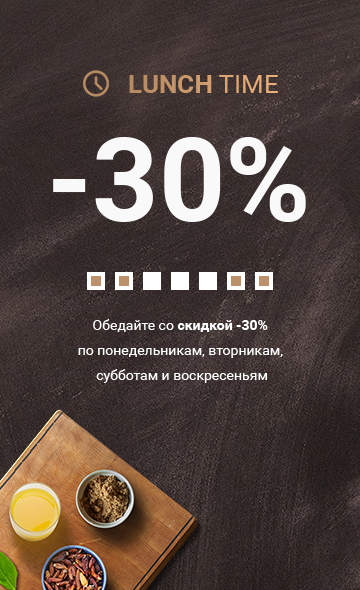 LUNCH TIME
-30%
Обедайте со скидкой -30%
по понедельникам, вторникам,
субботам и воскресеньям